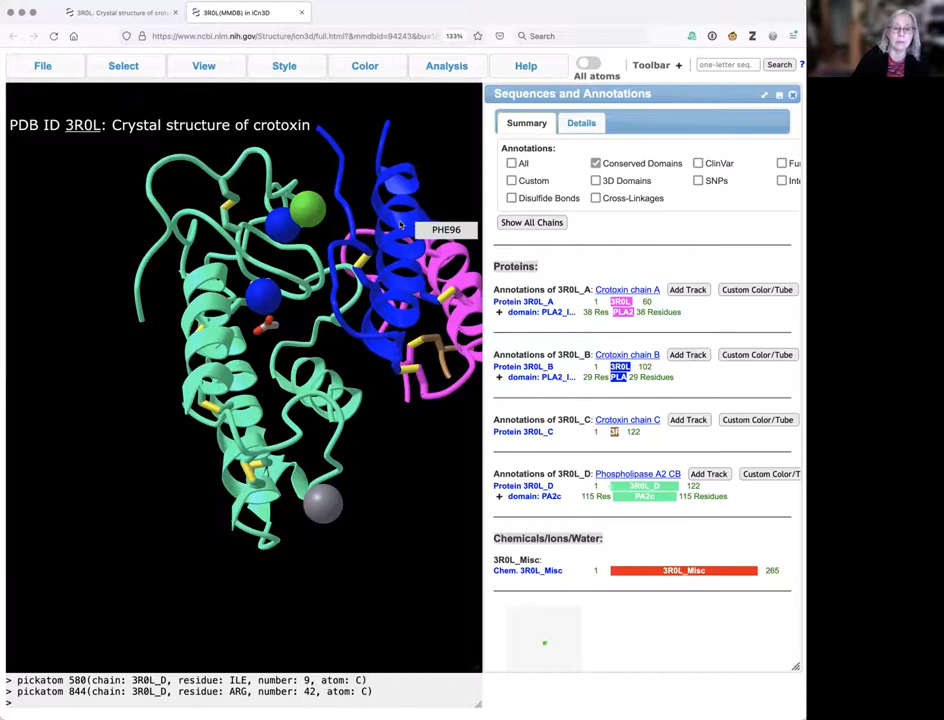 3R0L: Crystal structure of crotc
3R0L(MMDB) in iCn3D
https://www.ncbi.nlm.nih.gov/Structure/icn3d/full.html?&mmdbid=94243&bu=
133%
Search
File
Select
View
Style
Color
Analysis
Help
All atoms
Toolbar +
one-letter seq.
Search
?
PDB ID 3R0L: Crystal structure of crotoxin
PHE96
Sequences and Annotations
Summary
Details
Annotations:
All
Conserved Domains
ClinVar
Fu
Custom
3D Domains
SNPs
Int
Disulfide Bonds
Cross-Linkages
Show All Chains
Proteins:
Annotations of 3R0L_A: Crotoxin chain A Add Track Custom Color/Tube
Protein 3R0L_A 1 3R0L 60
+ domain: PLA2_I... 38 Res PLA2 38 Residues
Annotations of 3R0L_B: Crotoxin chain B Add Track Custom Color/Tube
Protein 3R0L_B 1 3R0L 102
+ domain: PLA2_I... 29 Res PLA 29 Residues
Annotations of 3R0L_C: Crotoxin chain C Add Track Custom Color/Tube
Protein 3R0L_C 1 3R 122
Annotations of 3R0L_D: Phospholipase A2 CB Add Track Custom Color/T
Protein 3R0L_D 1 3R0L_D 122
+ domain: PA2c 115 Res PA2c 115 Residues
Chemicals/Ions/Water:
3R0L_Misc:
Chem. 3R0L_Misc 1 3R0L_Misc 265
> pickatom 580(chain: 3R0L_D, residue: ILE, number: 9, atom: C)
> pickatom 844(chain: 3R0L_D, residue: ARG, number: 42, atom: C)
>